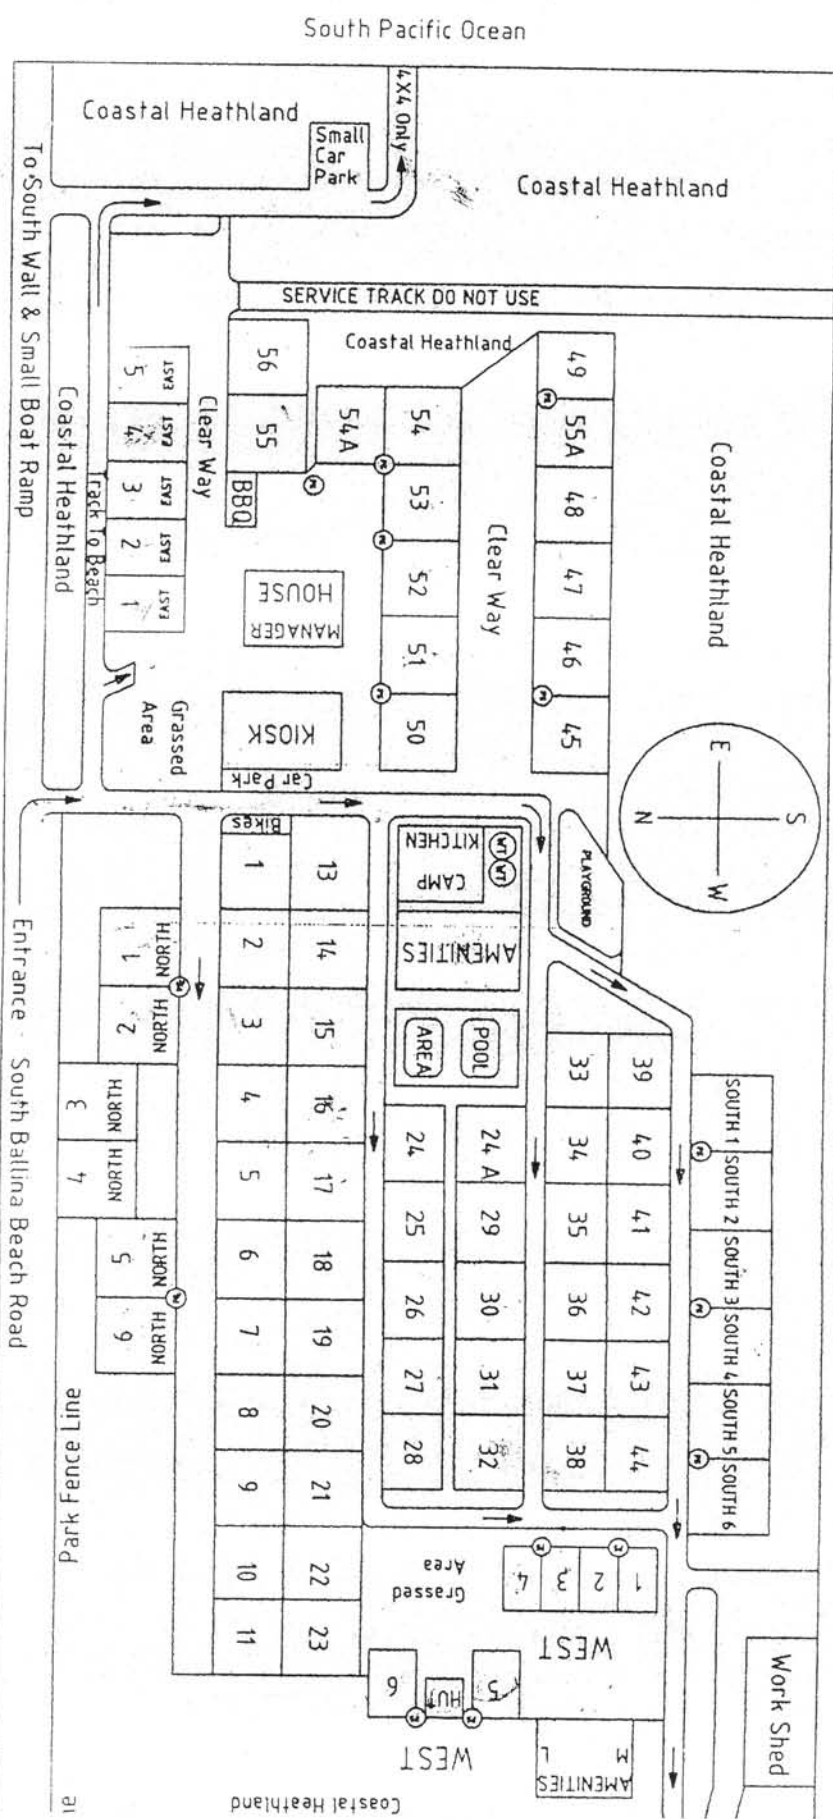 South Pacific Ocean
Coastal Heathland
Small
Car
Park
4X4 Only
Coastal Heathland
To South Wall & Small Boat Ramp
SERVICE TRACK DO NOT USE
Coastal Heathland
Coastal Heathland
Track To Beach
5 EAST
4 EAST
3 EAST
2 EAST
1 EAST
Clear Way
56
55
BBQ
54A
54
53
52
51
50
Coastal Heathland
Clear Way
49
55A
48
47
46
45
Coastal Heathland
MANAGER
HOUSE
KIOSK
Grassed
Area
Car Park
Bikes
E
S
N
W
PLAYGROUND
CAMP
KITCHEN
WT
WT
AMENITIES
POOL
AREA
1
2
3
4
5
6
7
8
9
10
11
13
14
15
16
17
18
19
20
21
22
23
24
25
26
27
28
24 A
29
30
31
32
33
34
35
36
37
38
39
40
41
42
43
44
1 NORTH
2 NORTH
3 NORTH
4 NORTH
5 NORTH
6 NORTH
SOUTH 1
SOUTH 2
SOUTH 3
SOUTH 4
SOUTH 5
SOUTH 6
Entrance - South Ballina Beach Road
Park Fence Line
Grassed
Area
1
2
3
4
WEST
5
HUT
6
WEST
AMENITIES
M
L
Work Shed
Coastal Heathland